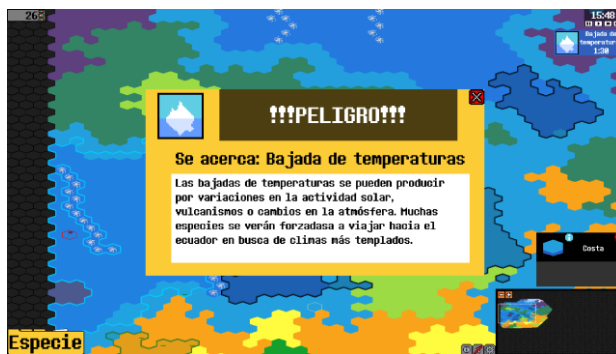 26
15:48
Bajada de
temperatur
1:30
!!!PELIGRO!!!
Se acerca: Bajada de temperaturas
Las bajadas de temperaturas se pueden producir
por variaciones en la actividad solar,
vulcanismos o cambios en la atmósfera. Muchas
especies se verán forzadasa a viajar hacia el
ecuador en busca de climas más templados.
Costa
Especie